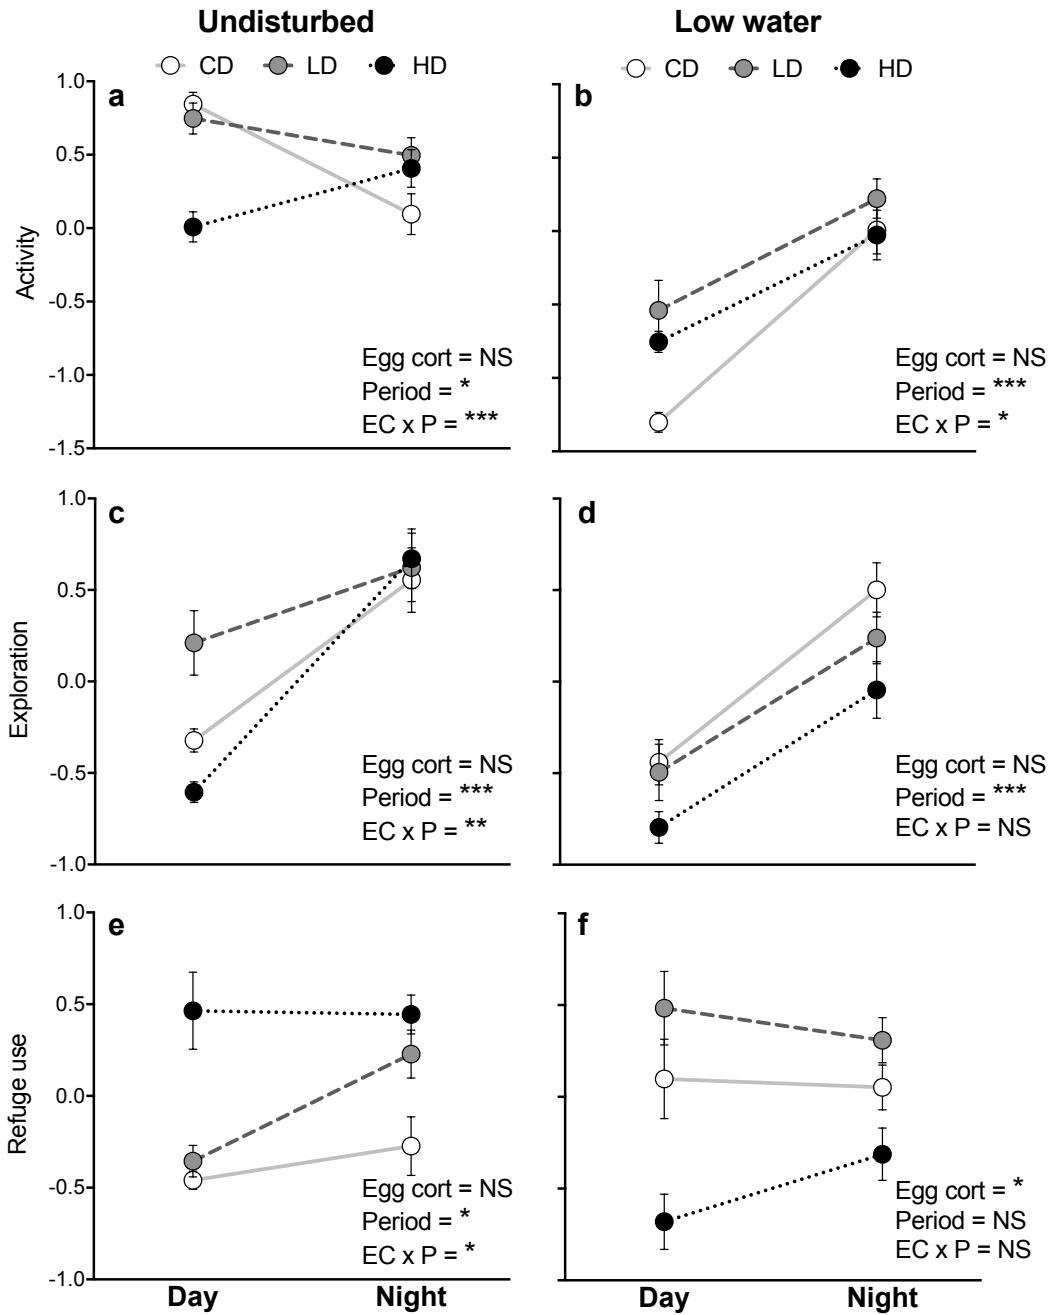 Undisturbed
Low water
CD LD HD
CD LD HD
a
1.0
0.5
0.0
-0.5
-1.0
-1.5
Activity
Egg cort = NS
Period = *
EC x P = ***
b
Egg cort = NS
Period = ***
EC x P = *
c
1.0
0.5
0.0
-0.5
-1.0
Exploration
Egg cort = NS
Period = ***
EC x P = **
d
Egg cort = NS
Period = ***
EC x P = NS
e
1.0
0.5
0.0
-0.5
-1.0
Refuge use
Egg cort = NS
Period = *
EC x P = *
Day Night
f
Egg cort = *
Period = NS
EC x P = NS
Day Night